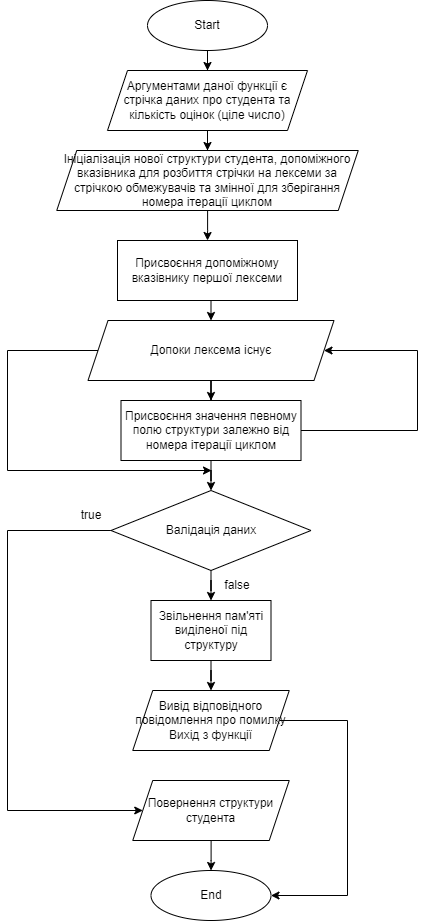 Start
Аргументами даної функції є
стрічка даних про студента та
кількість оцінок (ціле число)
Ініціалізація нової структури студента, допоміжного
вказівника для розбиття стрічки на лексеми за
стрічкою обмежувачів та змінної для зберігання
номера ітерації циклом
Присвоєння допоміжному
вказівнику першої лексеми
Допоки лексема існує
Присвоєння значення певному
полю структури залежно від
номера ітерації циклом
true
Валідація даних
false
Звільнення пам'яті
виділеної під
структуру
Вивід відповідного
повідомлення про помилку
Вихід з функції
Повернення структури
студента
End